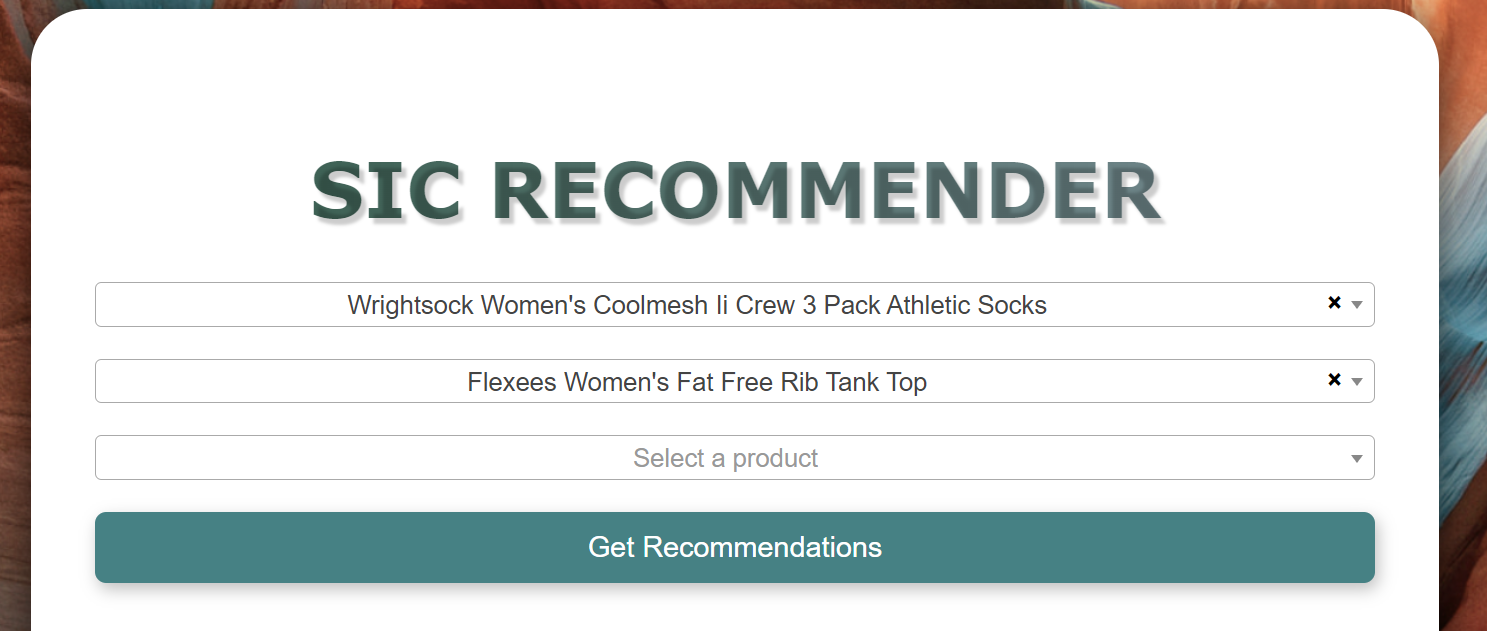 SIC RECOMMENDER
Wrightsock Women's Coolmesh Ii Crew 3 Pack Athletic Socks
Flexees Women's Fat Free Rib Tank Top
Select a product
Get Recommendations